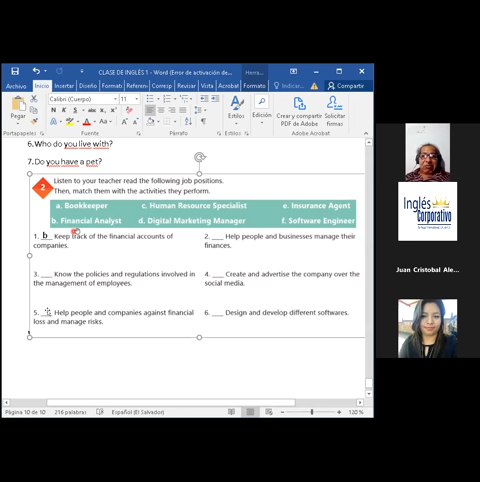 CLASE DE INGLÉS 1 - Word (Error de activación de...
Herra...
Archivo Inicio Insertar Diseño Formato Referen Corresp Revisar Vista Acrobat Formato Indicar... Compartir
Pegar
Calibri (Cuerpo) 11
N K S abc x₂ x²
Estilos
Edición
Crear y compartir PDF de Adobe
Solicitar firmas
Portapapeles Fuente Párrafo Estilos Adobe Acrobat
6.Who do you live with?
7.Do you have a pet?
2
Listen to your teacher read the following job positions.
Then, match them with the activities they perform.
a. Bookkeeper c. Human Resource Specialist e. Insurance Agent
b. Financial Analyst d. Digital Marketing Manager f. Software Engineer
1. b Keep track of the financial accounts of companies.
2. ___ Help people and businesses manage their finances.
3. ___ Know the policies and regulations involved in the management of employees.
4. ___ Create and advertise the company over the social media.
5. ___ Help people and companies against financial loss and manage risks.
6. ___ Design and develop different softwares.
Página 10 de 10 216 palabras Español (El Salvador) 120 %
Inglés
Corporativo
Juan Cristobal Ale...